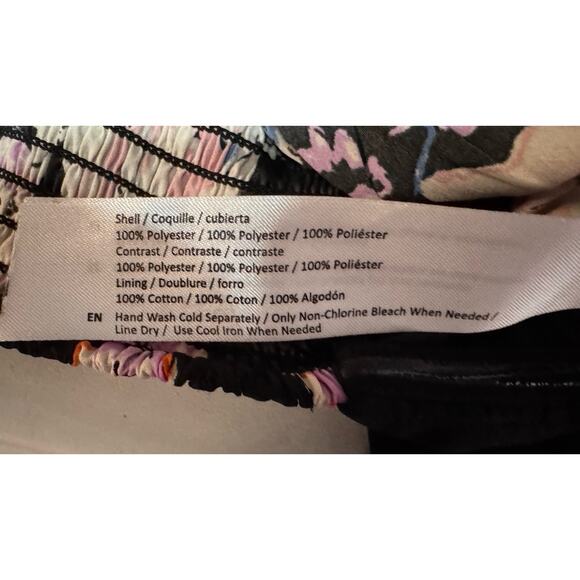 Shell / Coquille / cubierta
100% Polyester / 100% Polyester / 100% Poliéster
Contrast / Contraste / contraste
100% Polyester / 100% Polyester / 100% Poliéster
Lining / Doublure / forro
100% Cotton / 100% Coton / 100% Algodón
EN Hand Wash Cold Separately / Only Non-Chlorine Bleach When Needed /
Line Dry / Use Cool Iron When Needed